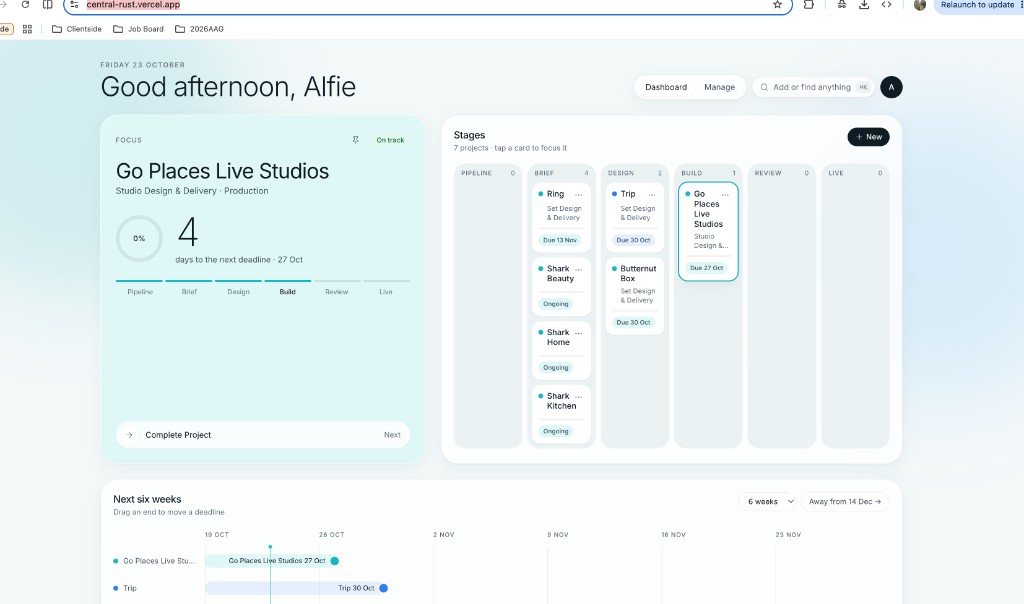 central-rust.vercel.app
Relaunch to update
de
Clientside
Job Board
2026AAG
FRIDAY 23 OCTOBER
Good afternoon, Alfie
Dashboard
Manage
Add or find anything
⌘K
A
FOCUS
On track
Go Places Live Studios
Studio Design & Delivery · Production
0%
4
days to the next deadline · 27 Oct
Pipeline
Brief
Design
Build
Review
Live
Complete Project
Next
Stages
7 projects · tap a card to focus it
+ New
PIPELINE 0
BRIEF 4
Ring ...
Set Design
& Delivery
Due 13 Nov
Shark ...
Beauty
Ongoing
Shark ...
Home
Ongoing
Shark ...
Kitchen
Ongoing
DESIGN 2
Trip ...
Set Design
& Delivey
Due 30 Oct
Butternut
Box
Set Design
& Delivery
Due 30 Oct
BUILD 1
Go ...
Places
Live
Studios
Studio
Design &...
Due 27 Oct
REVIEW 0
LIVE 0
Next six weeks
Drag an end to move a deadline
6 weeks
Away from 14 Dec →
19 OCT
26 OCT
2 NOV
9 NOV
16 NOV
23 NOV
Go Places Live Stu...
Go Places Live Studios 27 Oct
Trip
Trip 30 Oct